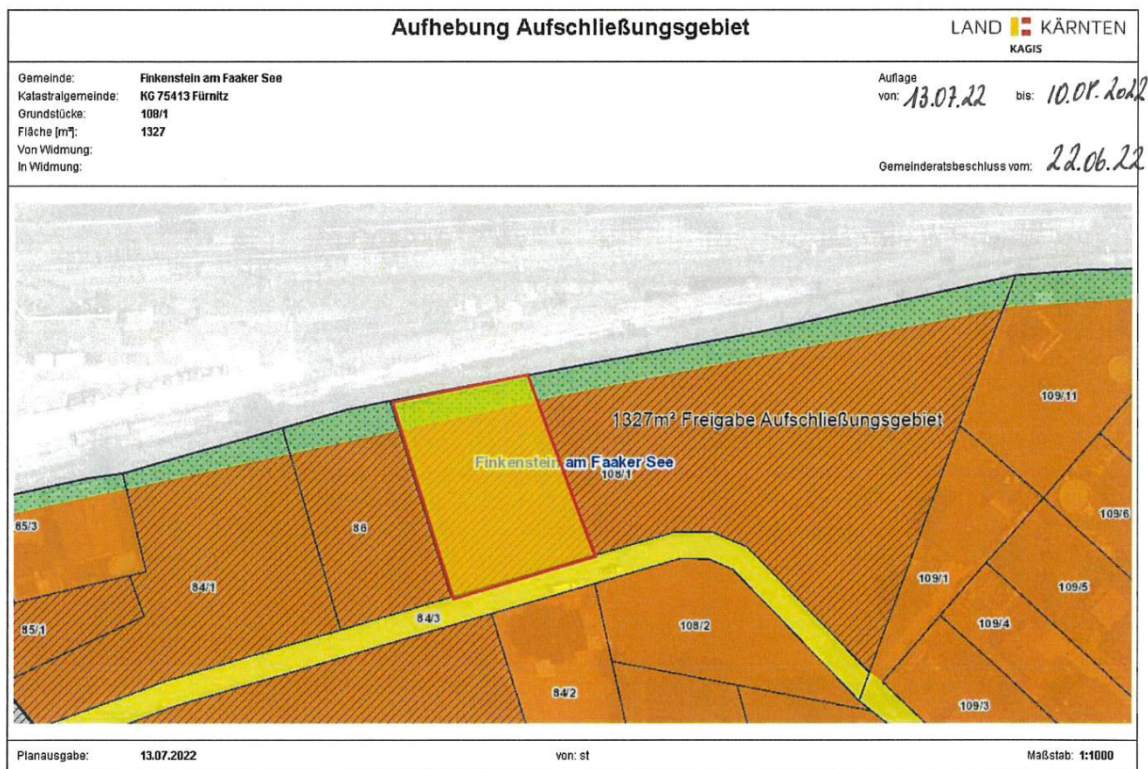 Aufhebung Aufschließungsgebiet
LAND KÄRNTEN
KAGIS
Gemeinde: Finkenstein am Faaker See
Katastralgemeinde: KG 75413 Fürnitz
Grundstücke: 108/1
Fläche [m²]: 1327
Von Widmung:
In Widmung:
Auflage
von: 13.07.22 bis: 10.08.2022
Gemeinderatsbeschluss vom: 22.06.22
109/11
1327m² Freigabe Aufschließungsgebiet
Finkenstein am Faaker See
108/1
85/3
86
109/6
84/1
109/1
109/5
84/3
108/2
109/4
85/1
84/2
109/3
Planausgabe: 13.07.2022
von: st
Maßstab: 1:1000